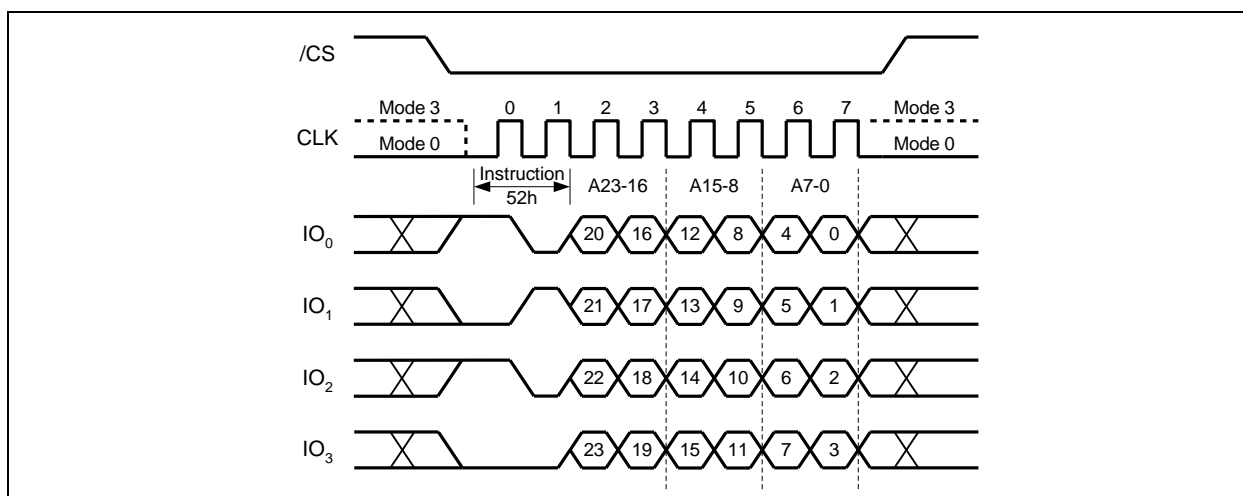 /CS
Mode 3 0 1 2 3 4 5 6 7 Mode 3
CLK
Mode 0 Mode 0
Instruction A23-16 A15-8 A7-0
52h
IO0 20 16 12 8 4 0
IO1 21 17 13 9 5 1
IO2 22 18 14 10 6 2
IO3 23 19 15 11 7 3